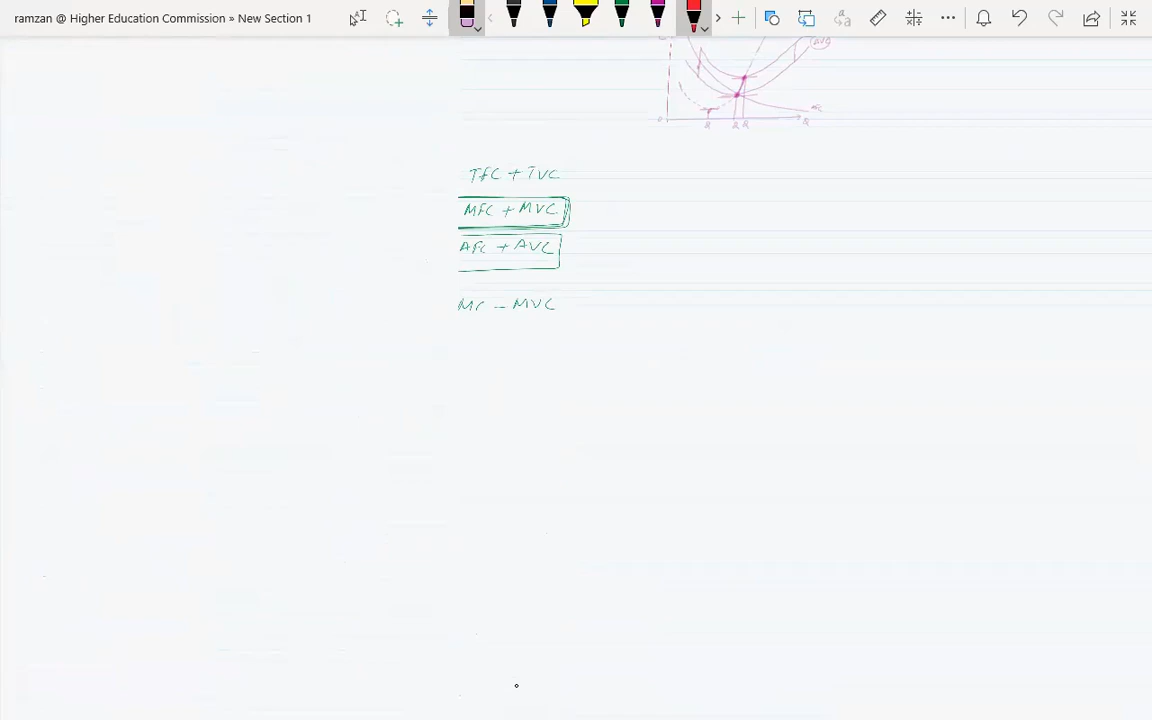 ramzan @ Higher Education Commission » New Section 1
TFC + TVC
MFC + MVC
AFC + AVC
MC - MVC